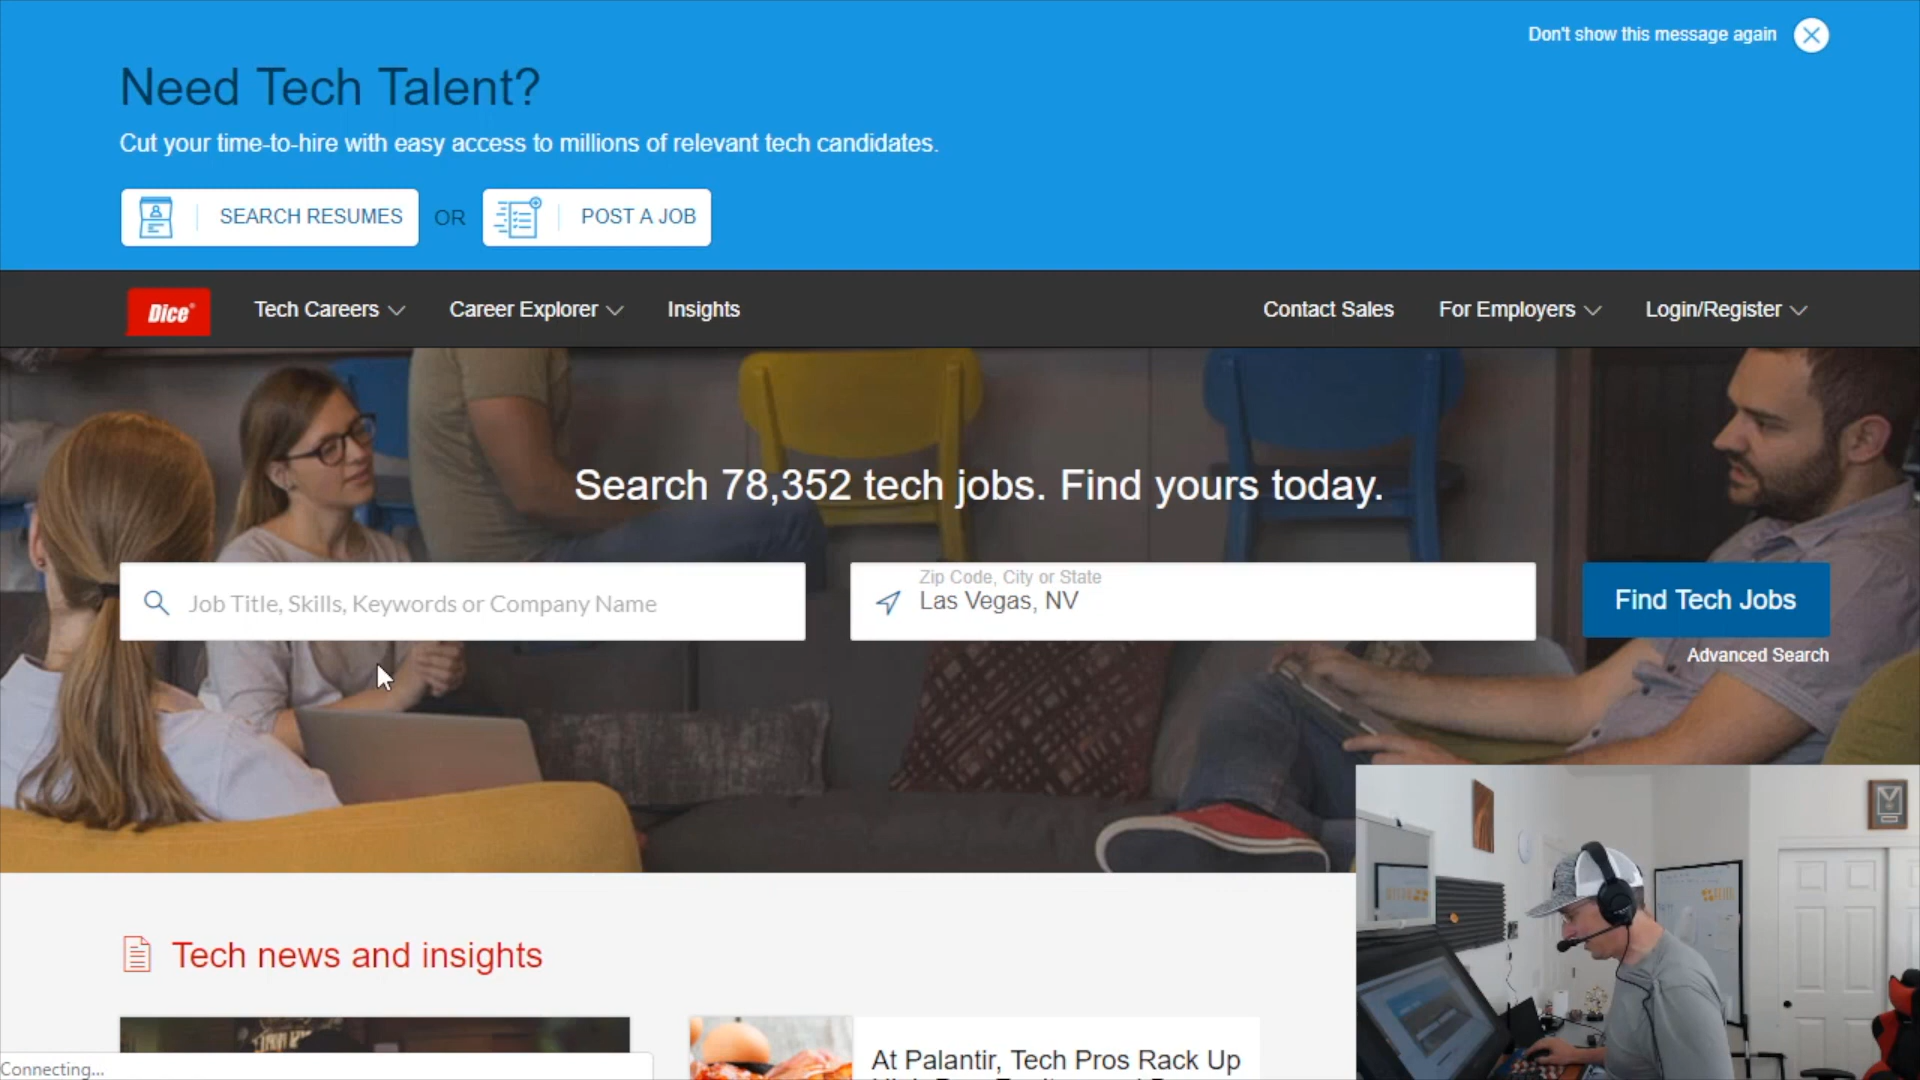 Don't show this message again
Need Tech Talent?
Cut your time-to-hire with easy access to millions of relevant tech candidates.
SEARCH RESUMES OR POST A JOB
Dice® Tech Careers Career Explorer Insights Contact Sales For Employers Login/Register
Search 78,352 tech jobs. Find yours today.
Job Title, Skills, Keywords or Company Name
Zip Code, City or State
Las Vegas, NV
Find Tech Jobs
Advanced Search
Tech news and insights
At Palantir, Tech Pros Rack Up
Connecting...